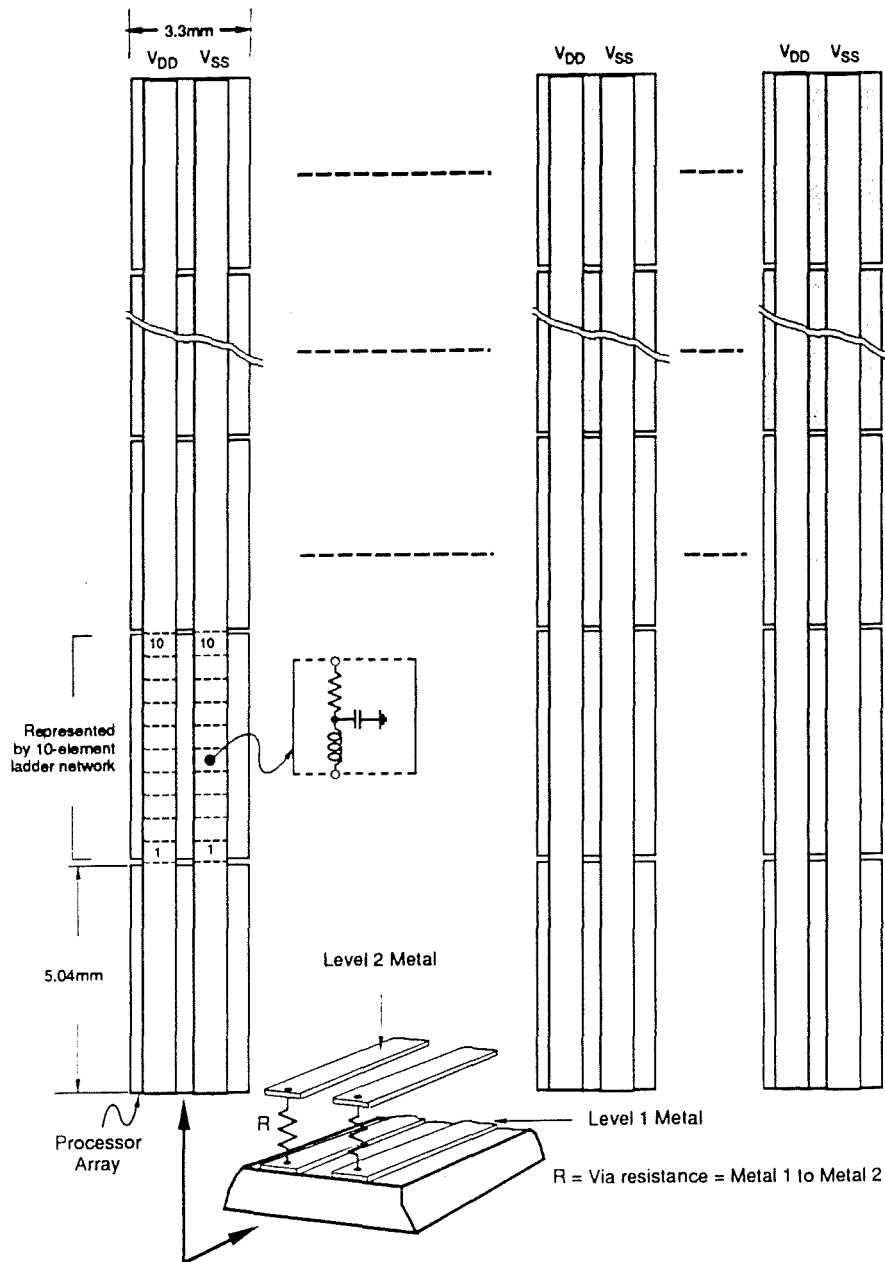 3.3mm
VDD VSS
VDD VSS
VDD VSS
10 10
Represented
by 10-element
ladder network
1 1
5.04mm
Level 2 Metal
R
Level 1 Metal
Processor
Array
R = Via resistance = Metal 1 to Metal 2